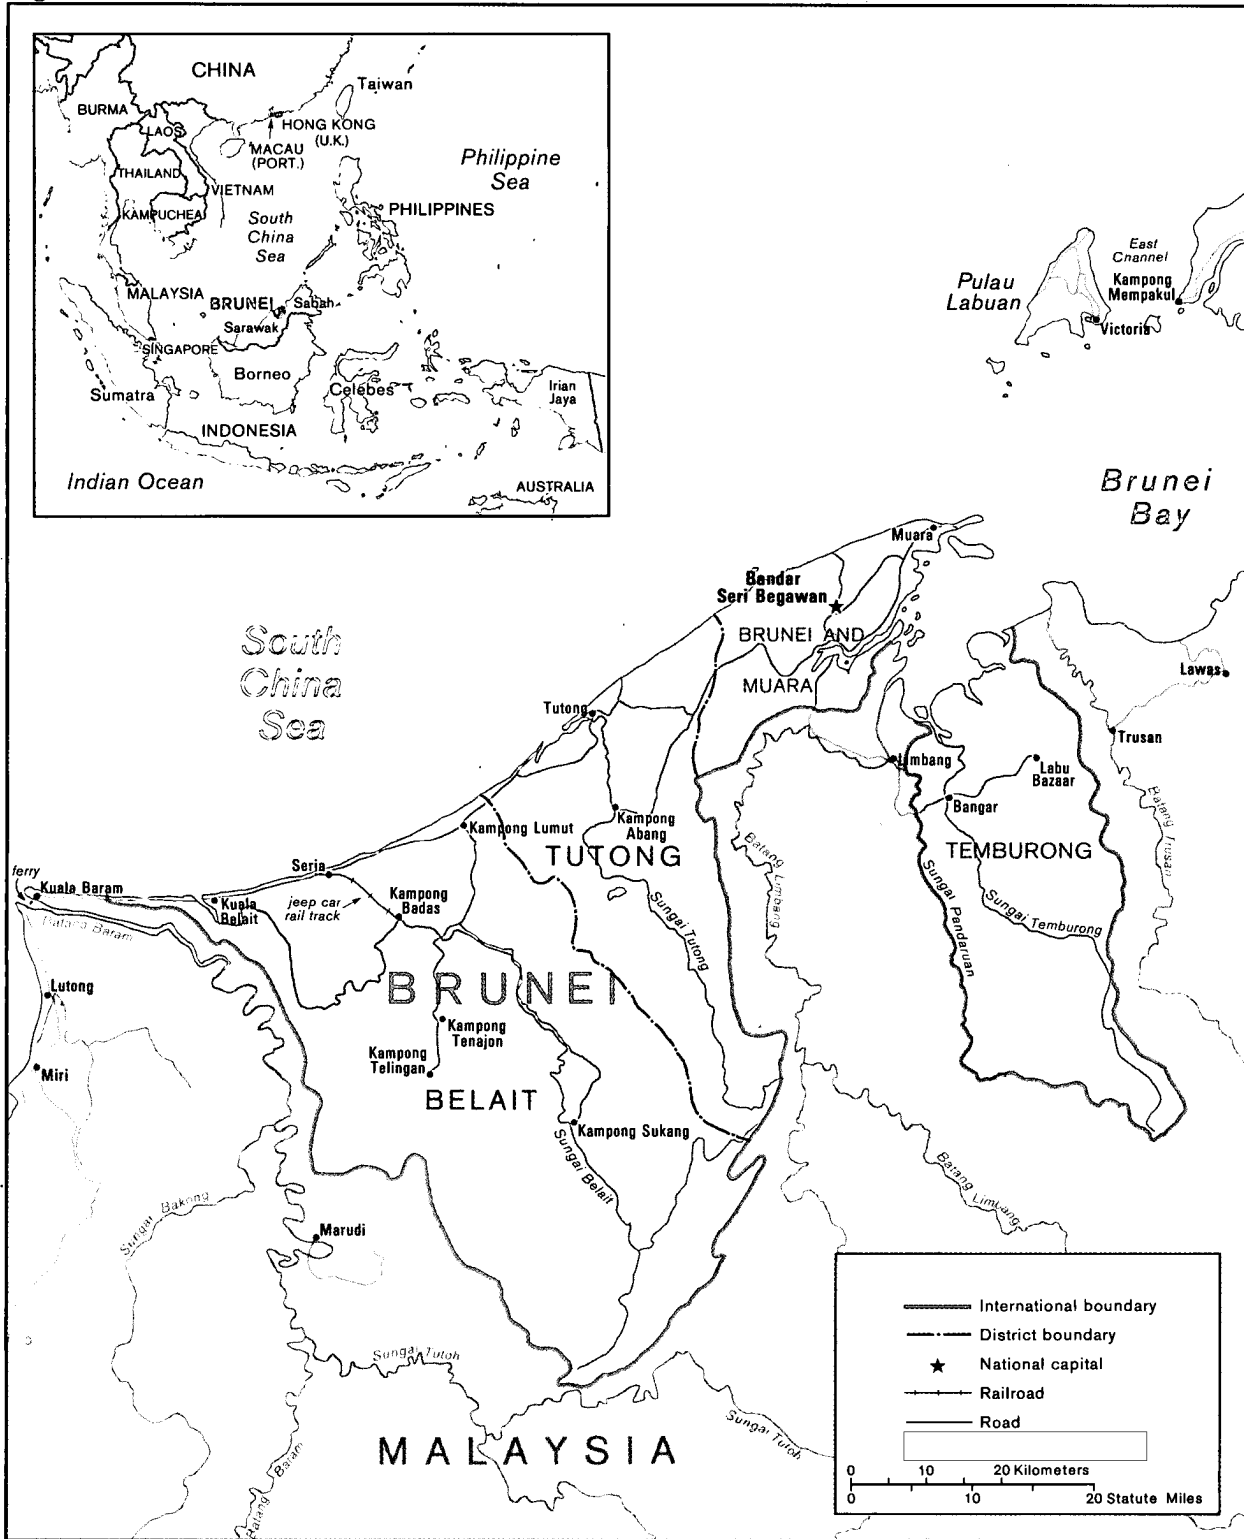 CHINA
Taiwan
BURMA
LAOS
HONG KONG
(U.K.)
MACAU
(PORT.)
THAILAND
VIETNAM
KAMPUCHEA
Philippine
Sea
PHILIPPINES
South
China
Sea
MALAYSIA
BRUNEI
Sabah
Sarawak
SINGAPORE
Borneo
Celebes
Irian
Jaya
Sumatra
INDONESIA
Indian Ocean
AUSTRALIA
East
Channel
Kampong
Mempakul
Pulau
Labuan
Victoria
Brunei
Bay
Muara
Bandar
Seri Begawan
BRUNEI AND
MUARA
South
China
Sea
Lawas
Tutong
Trusan
Limbang
Labu
Bazaar
Bangar
Kampong
Abang
Kampong Lumut
TUTONG
TEMBURONG
Batang Limbang
Batang Trusan
Seria
ferry
Kuala Baram
Kuala
Belait
jeep car
rail track
Kampong
Badas
Batang Baram
Sungai Tutong
Sungai Pandaruan
Sungai Temburong
Lutong
BRUNEI
Kampong
Tenajon
Kampong
Telingan
Miri
BELAIT
Kampong Sukang
Sungai Belait
Batang Limbang
Sungai Bakong
Marudi
Sungai Tutoh
Sungai Tutoh
Batang Baram
MALAYSIA
International boundary
District boundary
National capital
Railroad
Road
0 10 20 Kilometers
0 10 20 Statute Miles